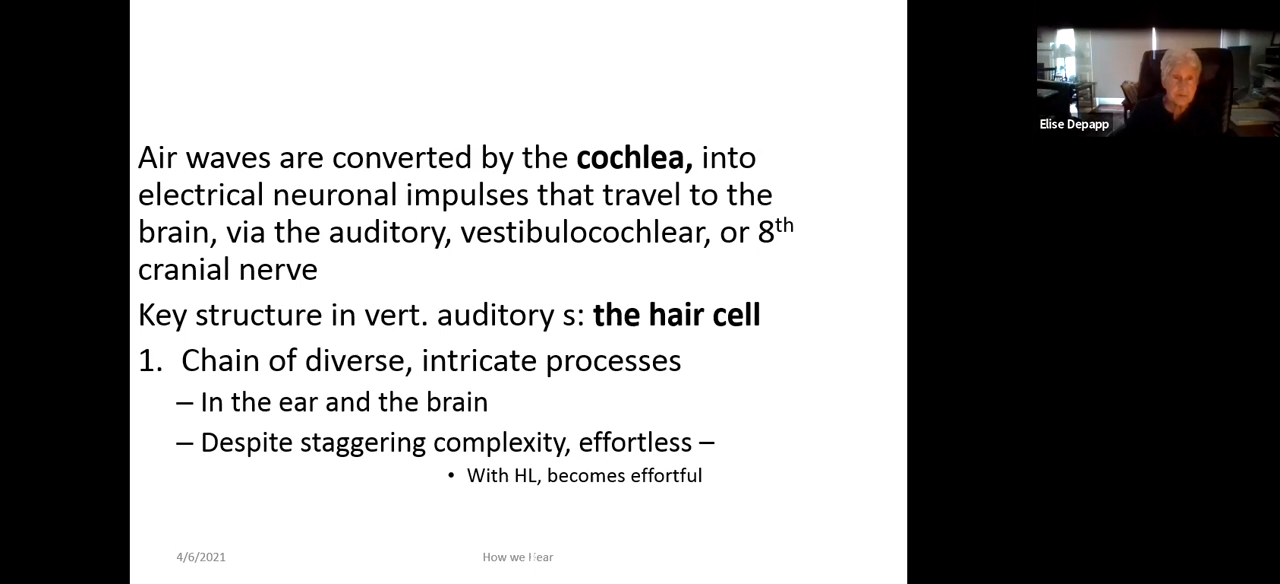 Air waves are converted by the cochlea, into
electrical neuronal impulses that travel to the
brain, via the auditory, vestibulocochlear, or 8th
cranial nerve
Key structure in vert. auditory s: the hair cell
1. Chain of diverse, intricate processes
– In the ear and the brain
– Despite staggering complexity, effortless –
• With HL, becomes effortful
4/6/2021
How we Hear
Elise Depapp